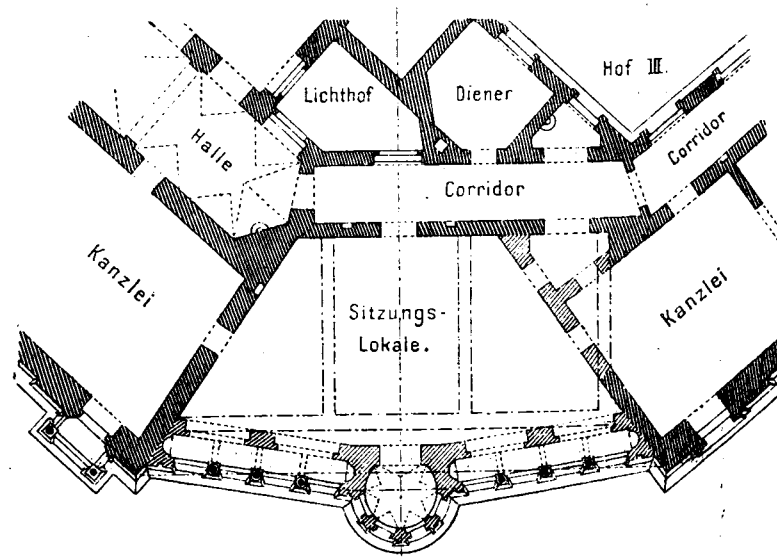 Lichthof
Diener
Hof III.
Halle
Corridor
Corridor
Kanzlei
Sitzungs-
Lokale.
Kanzlei